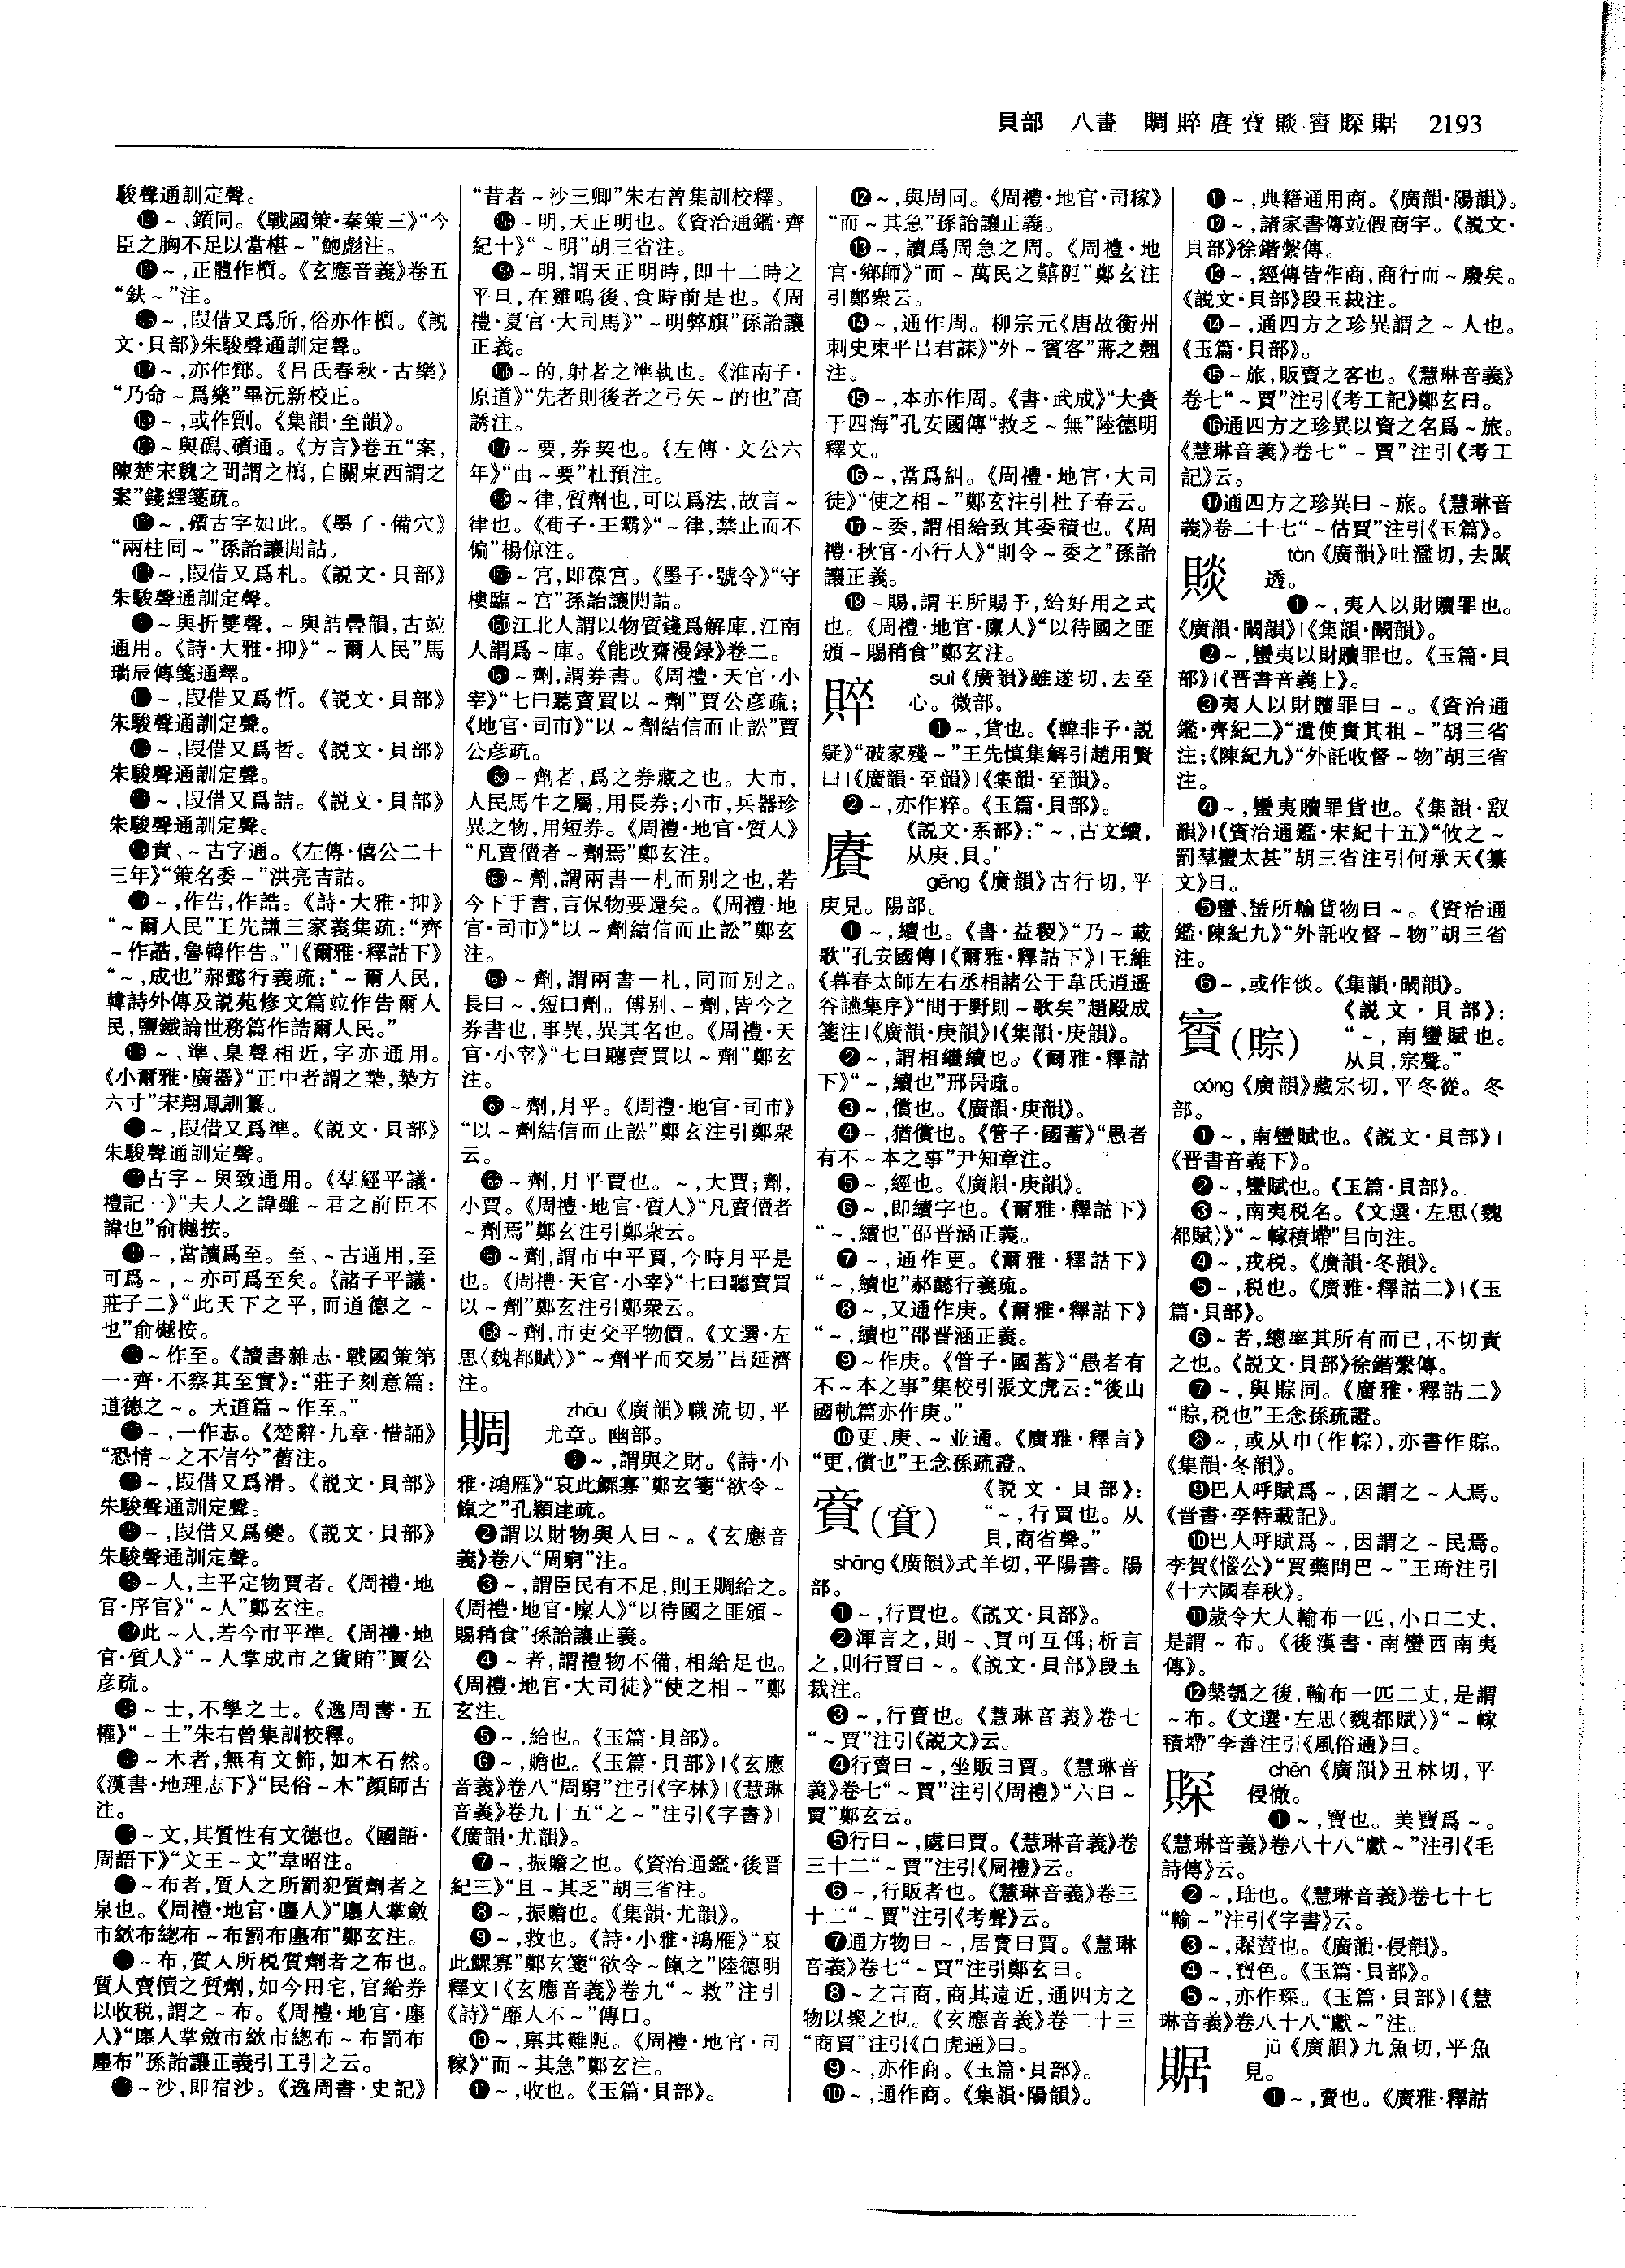 貝部　八畫　賙賥賡賫賧賨賝賘　2193
駿聲通訓定聲。
～、鑕同。《戰國策·秦策三》“今
臣之胸不足以當椹～”鮑彪注。
～,正體作櫍。《玄應音義》卷五
“鈇～”注。
～,叚借又爲所,俗亦作櫍。《說
文·貝部》朱駿聲通訓定聲。
～,亦作鄼。《呂氏春秋·古樂》
“乃命～爲樂”畢沅新校正。
～,或作劕。《集韻·至韻》。
～與碢、礩通。《方言》卷五“案,
陳楚宋魏之間謂之㯕,自關東西謂之
案”錢繹箋疏。
～,礩古字如此。《墨子·備穴》
“兩柱同～”孫詒讓閒詁。
～,叚借又爲札。《説文·貝部》
朱駿聲通訓定聲。
～與折雙聲,～與詰疊韻,古竝
通用。《詩·大雅·抑》“～爾人民”馬
瑞辰傳箋通釋。
～,叚借又爲哲。《説文·貝部》
朱駿聲通訓定聲。
～,叚借又爲晢。《説文·貝部》
朱駿聲通訓定聲。
～,叚借又爲詰。《説文·貝部》
朱駿聲通訓定聲。
贄、～古字通。《左傳·僖公二十
三年》“策名委～”洪亮吉詁。
～,作告,作誥。《詩·大雅·抑》
“～爾人民”王先謙三家義集疏:“齊
～作誥,魯韓作告。”|《爾雅·釋詁下》
“～,成也”郝懿行義疏:“～爾人民,
韓詩外傳及説苑修文篇竝作告爾人
民,鹽鐵論世務篇作誥爾人民。”
～、準、臬聲相近,字亦通用。
《小爾雅·廣器》“正中者謂之槷,槷方
六寸”宋翔鳳訓纂。
～,叚借又爲準。《説文·貝部》
朱駿聲通訓定聲。
古字～與致通用。《羣經平議·
禮記一》“夫人之諱雖～君之前臣不
諱也”俞樾按。
～,當讀爲至。至、～古通用,至
可爲～,～亦可爲至矣。《諸子平議·
莊子二》“此天下之平,而道德之～
也”俞樾按。
～作至。《讀書雜志·戰國策第
一·齊·不察其至實》:“莊子刻意篇:
道德之～。天道篇～作至。”
～,一作志。《楚辭·九章·惜誦》
“恐情～之不信兮”舊注。
～,叚借又爲滑。《説文·貝部》
朱駿聲通訓定聲。
～,叚借又爲夔。《説文·貝部》
朱駿聲通訓定聲。
～人,主平定物賈者。《周禮·地
官·序官》“～人”鄭玄注。
此～人,若今市平準。《周禮·地
官·質人》“～人掌成市之貨賄”賈公
彦疏。
～士,不學之士。《逸周書·五
權》“～士”朱右曾集訓校釋。
～木者,無有文飾,如木石然。
《漢書·地理志下》“民俗～木”顔師古
注。
～文,其質性有文德也。《國語·
周語下》“文王～文”韋昭注。
～布者,質人之所罰犯質劑者之
泉也。《周禮·地官·廛人》“廛人掌斂
市欶布緫布～布罰布廛布”鄭玄注。
～布,質人所税質劑者之布也。
質人賣儥之質劑,如今田宅,官給券
以收税,謂之～布。《周禮·地官·廛
人》“廛人掌斂市欶市緫布～布罰布
廛布”孫詒讓正義引江引之云。
～沙,即宿沙。《逸周書·史記》
“昔者～沙三卿”朱右曾集訓校釋。
～明,天正明也。《資治通鑑·齊
紀十》“～明”胡三省注。
～明,謂天正明時,即十二時之
平旦,在雞鳴後、食時前是也。《周
禮·夏官·大司馬》“～明弊旗”孫詒讓
正義。
～的,射者之準執也。《淮南子·
原道》“先者則後者之弓矢～的也”高
誘注。
～要,券契也。《左傳·文公六
年》“由～要”杜預注。
～律,質劑也,可以爲法,故言～
律也。《荀子·王霸》“～律,禁止而不
偏”楊倞注。
～宫,即葆宫。《墨子·號令》“守
樓臨～宫”孫詒讓閒詁。
江北人謂以物質錢爲解庫,江南
人謂爲～庫。《能改齋漫録》卷二。
～劑,謂券書。《周禮·天官·小
宰》“七曰聽賣買以～劑”賈公彦疏;
《地官·司市》“以～劑結信而止訟”賈
公彦疏。
～劑者,爲之券藏之也。大市,
人民馬牛之屬,用長券;小市,兵器珍
異之物,用短券。《周禮·地官·質人》
“凡賣儥者～劑焉”鄭玄注。
～劑,謂兩書一札而别之也,若
今下手書,言保物要還矣。《周禮·地
官·司市》“以～劑結信而止訟”鄭玄
注。
～劑,謂兩書一札,同而别之。
長曰～,短曰劑。傅别、～劑,皆今之
券書也,事異,異其名也。《周禮·天
官·小宰》“七曰聽賣買以～劑”鄭玄
注。
～劑,月平。《周禮·地官·司市》
“以～劑結信而止訟”鄭玄注引鄭衆
云。
～劑,月平賈也。～,大賈;劑,
小賈。《周禮·地官·質人》“凡賣儥者
～劑焉”鄭玄注引鄭衆云。
～劑,謂市中平賈,今時月平是
也。《周禮·天官·小宰》“七曰聽賣買
以～劑”鄭玄注引鄭衆云。
～劑,市吏交平物價。《文選·左
思〈魏都賦〉》“～劑平而交易”吕延濟
注。
賙　zhōu《廣韻》職流切,平
尤章。幽部。
❶～,謂與之財。《詩·小
雅·鴻雁》“哀此鰥寡”鄭玄箋“欲令～
餼之”孔穎達疏。
❷謂以財物與人曰～。《玄應音
義》卷八“周窮”注。
❸～,謂臣民有不足,則王賙給之。
《周禮·地官·廩人》“以待國之匪頒～
賜稍食”孫詒讓正義。
❹～者,謂禮物不備,相給足也。
《周禮·地官·大司徒》“使之相～”鄭
玄注。
❺～,給也。《玉篇·貝部》。
❻～,贍也。《玉篇·貝部》|《玄應
音義》卷八“周窮”注引《字林》|《慧琳
音義》卷九十五“之～”注引《字書》|
《廣韻·尤韻》。
❼～,振贍之也。《資治通鑑·後晉
紀三》“且～其乏”胡三省注。
❽～,振贍也。《集韻·尤韻》。
❾～,救也。《詩·小雅·鴻雁》“哀
此鰥寡”鄭玄箋“欲令～餼之”陸德明
釋文|《玄應音義》卷九“～救”注引
《詩》“靡人不～”傳曰。
❿～,稟其囏阨。《周禮·地官·司
稼》“而～其急”鄭玄注。
⓫～,收也。《玉篇·貝部》。
⓬～,與周同。《周禮·地官·司稼》
“而～其急”孫詒讓正義。
⓭～,讀爲周急之周。《周禮·地
官·鄉師》“而～萬民之囏阨”鄭玄注
引鄭衆云。
⓮～,通作周。柳宗元《唐故衡州
刺史東平呂君誄》“外～賓客”蔣之翹
注。
⓯～,本亦作周。《書·武成》“大賚
于四海”孔安國傳“救乏～無”陸德明
釋文。
⓰～,當爲糾。《周禮·地官·大司
徒》“使之相～”鄭玄注引杜子春云。
⓱～委,謂相給致其委積也。《周
禮·秋官·小行人》“則令～委之”孫詒
讓正義。
⓲～賜,謂王所賜予,給好用之式
也。《周禮·地官·廩人》“以待國之匪
頒～賜稍食”鄭玄注。
賥　suì《廣韻》雖遂切,去至
心。微部。
❶～,貨也。《韓非子·説
疑》“破家殘～”王先慎集解引趙用賢
曰|《廣韻·至韻》|《集韻·至韻》。
❷～,亦作粹。《玉篇·貝部》。
賡　《説文·系部》:“～,古文續,
从庚、貝。”
gēng《廣韻》古行切,平
庚見。陽部。
❶～,續也。《書·益稷》“乃～載
歌”孔安國傳|《爾雅·釋詁下》|王維
《暮春太師左右丞相諸公于韋氏逍遥
谷讌集序》“問于野則～歌矣”趙殿成
箋注|《廣韻·庚韻》|《集韻·庚韻》。
❷～,謂相繼續也。《爾雅·釋詁
下》“～,續也”邢昺疏。
❸～,償也。《廣韻·庚韻》。
❹～,猶償也。《管子·國蓄》“愚者
有不～本之事”尹知章注。
❺～,經也。《廣韻·庚韻》。
❻～,即續字也。《爾雅·釋詁下》
“～,續也”邵晉涵正義。
❼～,通作更。《爾雅·釋詁下》
“～,續也”郝懿行義疏。
❽～,又通作庚。《爾雅·釋詁下》
“～,續也”邵晉涵正義。
❾～作庚。《管子·國蓄》“愚者有
不～本之事”集校引張文虎云:“後山
國軌篇亦作庚。”
❿更、庚、～並通。《廣雅·釋言》
“更,償也”王念孫疏證。
賫(賨)　《説文·貝部》:
“～,行賈也。从
貝,商省聲。”
shāng《廣韻》式羊切,平陽書。陽
部。
❶～,行賈也。《説文·貝部》。
❷渾言之,則～、賈可互偁;析言
之,則行賈曰～。《説文·貝部》段玉
裁注。
❸～,行賣也。《慧琳音義》卷七
“～買”注引《説文》云。
❹行賣曰～,坐販曰買。《慧琳音
義》卷七“～買”注引《周禮》“六曰～
買”鄭玄云。
❺行曰～,處曰賈。《慧琳音義》卷
三十二“～買”注引《周禮》云。
❻～,行販者也。《慧琳音義》卷三
十二“～買”注引《考聲》云。
❼通方物曰～,居賣曰買。《慧琳
音義》卷七“～買”注引鄭玄曰。
❽～之言商,商其遠近,通四方之
物以聚之也。《玄應音義》卷二十三
“商買”注引《白虎通》曰。
❾～,亦作商。《玉篇·貝部》。
❿～,通作商。《集韻·陽韻》。
⓫～,典籍通用商。《廣韻·陽韻》。
⓬～,諸家書傳竝假商字。《説文·
貝部》徐鍇繫傳。
⓭～,經傳皆作商,商行而～廢矣。
《説文·貝部》段玉裁注。
⓮～,通四方之珍異謂之～人也。
《玉篇·貝部》。
⓯～旅,販賣之客也。《慧琳音義》
卷七“～買”注引《考工記》鄭玄曰。
⓰通四方之珍異以資之名爲～旅。
《慧琳音義》卷七“～買”注引《考工
記》云。
⓱通四方之珍異曰～旅。《慧琳音
義》卷二十七“～估買”注引《玉篇》。
賧　tàn《廣韻》吐濫切,去闞
透。
❶～,夷人以財贖罪也。
《廣韻·闞韻》|《集韻·闞韻》。
❷～,蠻夷以財贖罪也。《玉篇·貝
部》|《晉書音義上》。
❸夷人以財贖罪曰～。《資治通
鑑·齊紀二》“遣使責其租～”胡三省
注;《陳紀九》“外託收督～物”胡三省
注。
❹～,蠻夷贖罪貨也。《集韻·敢
韻》|《資治通鑑·宋紀十五》“攸之～
罰羣蠻太甚”胡三省注引何承天《纂
文》曰。
❺蠻、蜑所輸貨物曰～。《資治通
鑑·陳紀九》“外託收督～物”胡三省
注。
❻～,或作倓。《集韻·闞韻》。
賨(賩)　《説文·貝部》:
“～,南蠻賦也。
从貝,宗聲。”
cóng《廣韻》藏宗切,平冬從。冬
部。
❶～,南蠻賦也。《説文·貝部》|
《晉書音義下》。
❷～,蠻賦也。《玉篇·貝部》。
❸～,南夷税名。《文選·左思〈魏
都賦〉》“～幏積墆”吕向注。
❹～,戎税。《廣韻·冬韻》。
❺～,税也。《廣雅·釋詁二》|《玉
篇·貝部》。
❻～者,總率其所有而已,不切責
之也。《説文·貝部》徐鍇繫傳。
❼～,與賩同。《廣雅·釋詁二》
“賩,税也”王念孫疏證。
❽～,或从巾(作㡓),亦書作賩。
《集韻·冬韻》。
❾巴人呼賦爲～,因謂之～人焉。
《晉書·李特載記》。
❿巴人呼賦爲～,因謂之～民焉。
李賀《惱公》“買藥問巴～”王琦注引
《十六國春秋》。
⓫歲令大人輸布一匹,小口二丈,
是謂～布。《後漢書·南蠻西南夷
傳》。
⓬槃瓠之後,輸布一匹二丈,是謂
～布。《文選·左思〈魏都賦〉》“～幏
積墆”李善注引《風俗通》曰。
賝　chēn《廣韻》丑林切,平
侵徹。
❶～,寶也。美寶爲～。
《慧琳音義》卷八十八“獻～”注引《毛
詩傳》云。
❷～,珤也。《慧琳音義》卷七十七
“輸～”注引《字書》云。
❸～,賝賮也。《廣韻·侵韻》。
❹～,寶色。《玉篇·貝部》。
❺～,亦作琛。《玉篇·貝部》|《慧
琳音義》卷八十八“獻～”注。
䝻　jū《廣韻》九魚切,平魚
見。
❶～,賣也。《廣雅·釋詁